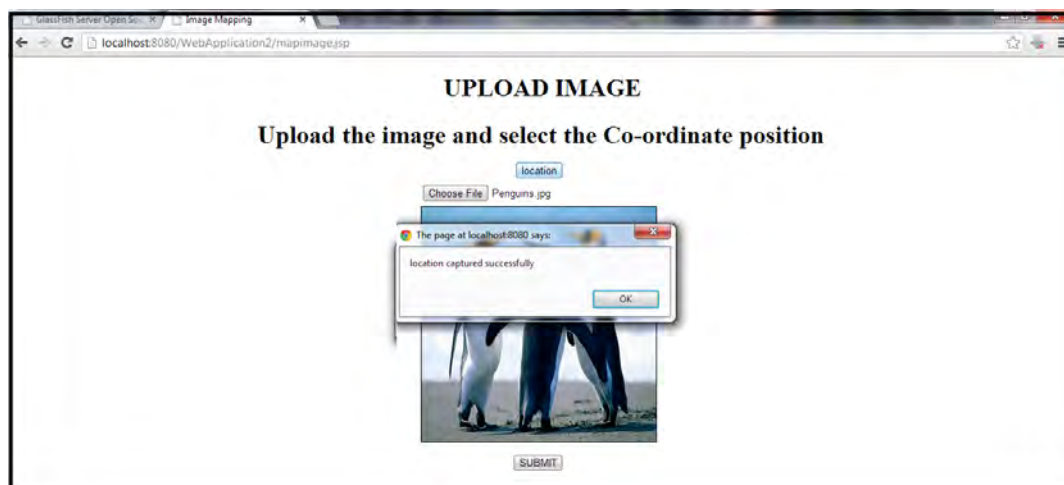 GlassFish Server Open So... × Image Mapping ×
localhost:8080/WebApplication2/mapimage.jsp
UPLOAD IMAGE
Upload the image and select the Co-ordinate position
location
Choose File Penguins.jpg
The page at localhost:8080 says:
location captured successfully
OK
SUBMIT